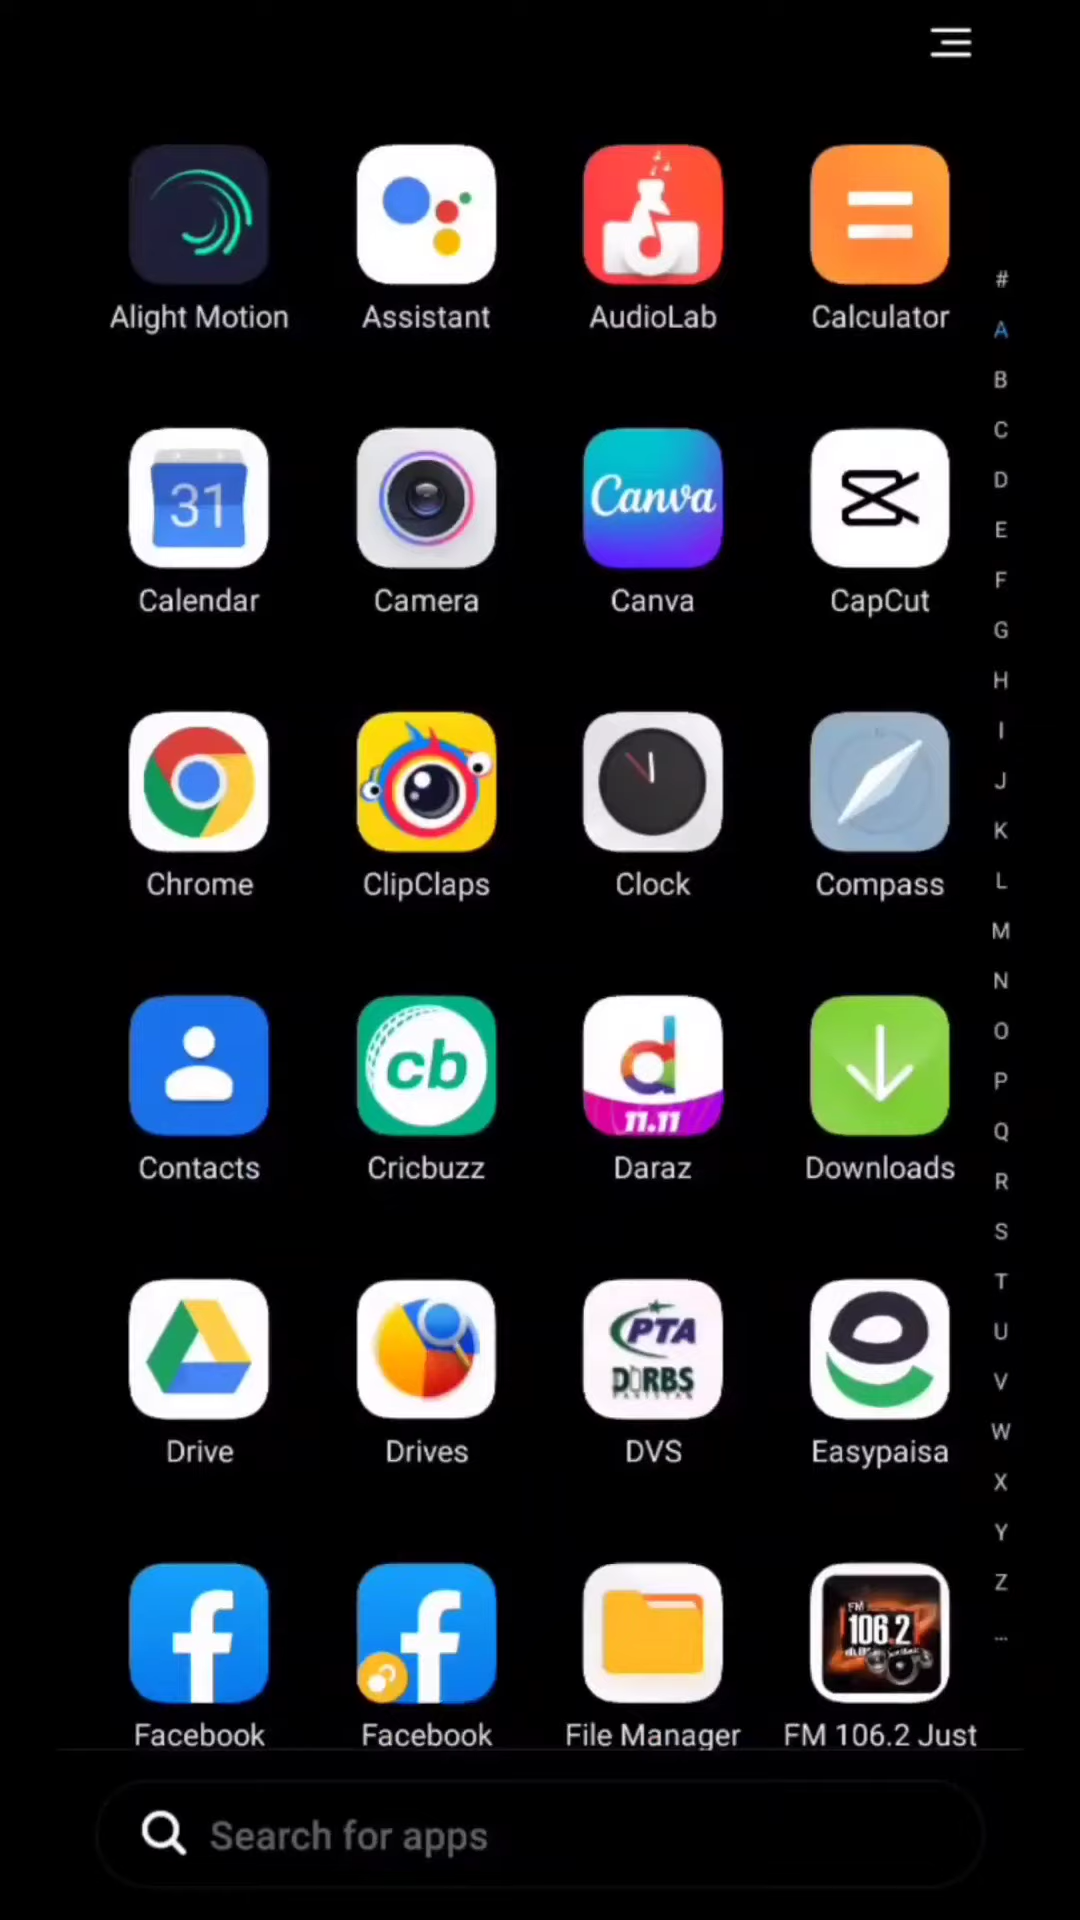 Alight Motion
Assistant
AudioLab
Calculator
31
Canva
Calendar
Camera
Canva
CapCut
Chrome
ClipClaps
Clock
Compass
cb
d
11.11
Contacts
Cricbuzz
Daraz
Downloads
PTA
DIRBS
PAKISTAN
e
Drive
Drives
DVS
Easypaisa
f
f
FM
106.2
Facebook
Facebook
File Manager
FM 106.2 Just
#
A
B
C
D
E
F
G
H
I
J
K
L
M
N
O
P
Q
R
S
T
U
V
W
X
Y
Z
...
Search for apps